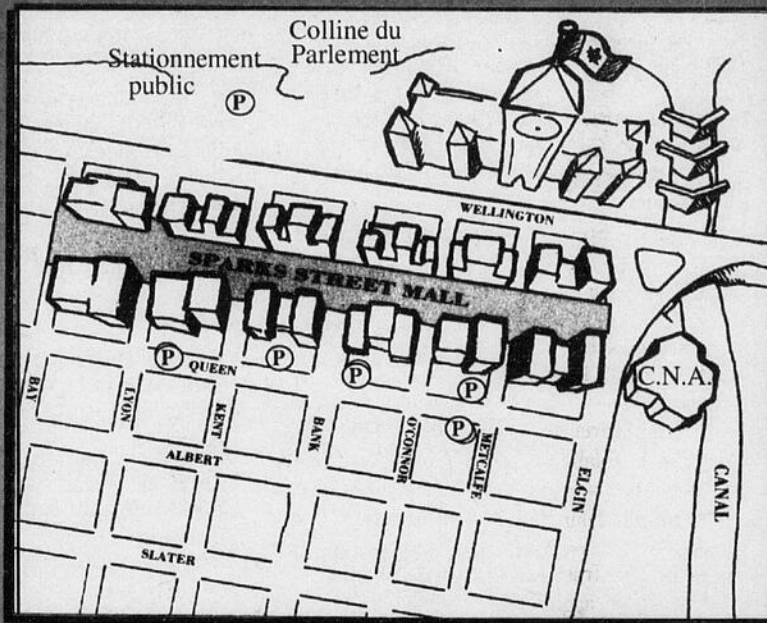 Colline du
Parlement
Stationnement
public
P
WELLINGTON
SPARKS STREET MALL
P
QUEEN
P
P
P
C.N.A.
BAY
LYON
KENT
BANK
O'CONNOR
P
METCALFE
ELGIN
CANAL
ALBERT
SLATER